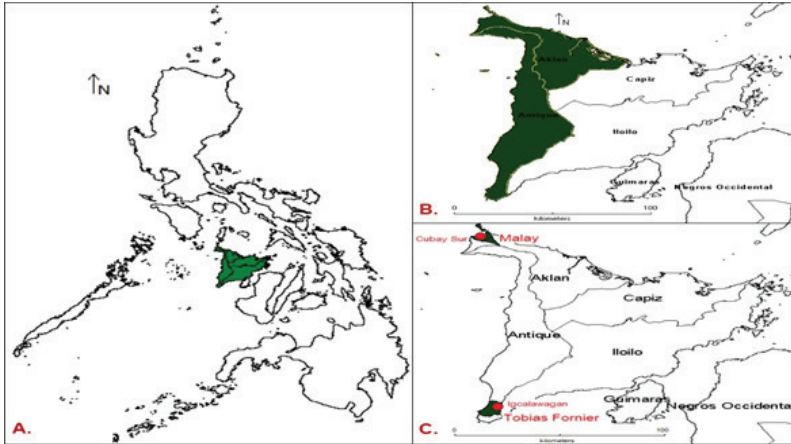 N
A.
N
Aklan
Capiz
Antique
Iloilo
Guimaras
Negros Occidental
0
100
kilometers
B.
Cubay Sur
Malay
Aklan
Capiz
Antique
Iloilo
Igcalawagan
Guimaras
Negros Occidental
Tobias Fornier
0
100
kilometers
C.